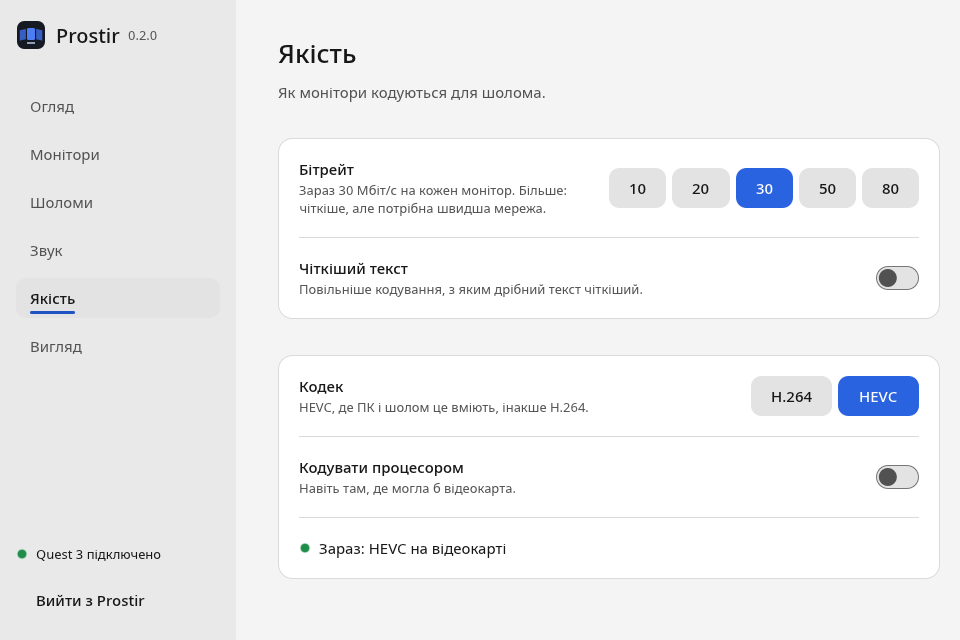 Prostir 0.2.0
Огляд
Монітори
Шоломи
Звук
Якість
Вигляд
Quest 3 підключено
Вийти з Prostir
Якість
Як монітори кодуються для шолома.
Бітрейт
Зараз 30 Мбіт/с на кожен монітор. Більше:
чіткіше, але потрібна швидша мережа.
10 20 30 50 80
Чіткіший текст
Повільніше кодування, з яким дрібний текст чіткіший.
Кодек
HEVC, де ПК і шолом це вміють, інакше H.264.
H.264 HEVC
Кодувати процесором
Навіть там, де могла б відеокарта.
Зараз: HEVC на відеокарті